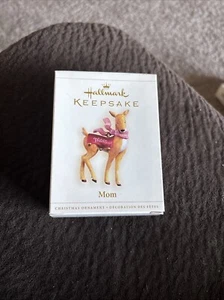 Hallmark
KEEPSAKE
Mom
CHRISTMAS ORNAMENT • DÉCORATION DES FÊTES